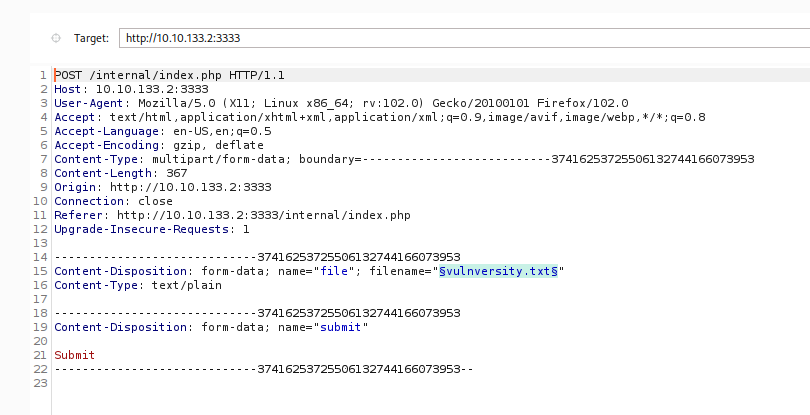 Target: http://10.10.133.2:3333
1 POST /internal/index.php HTTP/1.1
2 Host: 10.10.133.2:3333
3 User-Agent: Mozilla/5.0 (X11; Linux x86_64; rv:102.0) Gecko/20100101 Firefox/102.0
4 Accept: text/html,application/xhtml+xml,application/xml;q=0.9,image/avif,image/webp,*/*;q=0.8
5 Accept-Language: en-US,en;q=0.5
6 Accept-Encoding: gzip, deflate
7 Content-Type: multipart/form-data; boundary=---------------------------374162537255061327441660739​53
8 Content-Length: 367
9 Origin: http://10.10.133.2:3333
10 Connection: close
11 Referer: http://10.10.133.2:3333/internal/index.php
12 Upgrade-Insecure-Requests: 1
13
14 -----------------------------37416253725506132744166073953
15 Content-Disposition: form-data; name="file"; filename="§vulnversity.txt§"
16 Content-Type: text/plain
17
18 -----------------------------37416253725506132744166073953
19 Content-Disposition: form-data; name="submit"
20
21 Submit
22 -----------------------------37416253725506132744166073953--
23